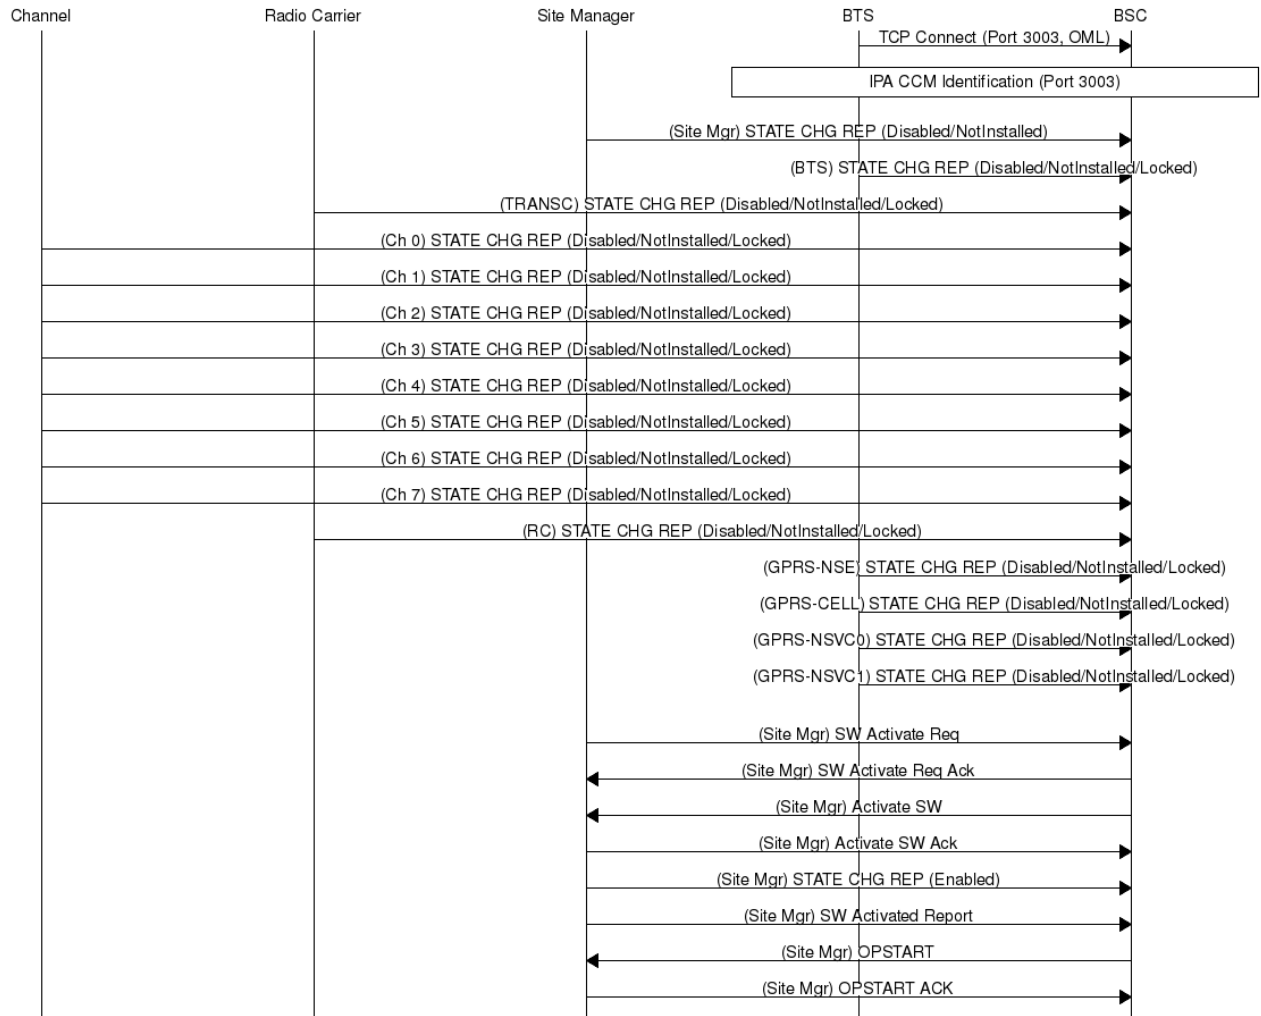 Channel Radio Carrier Site Manager BTS BSC
TCP Connect (Port 3003, OML)
IPA CCM Identification (Port 3003)
(Site Mgr) STATE CHG REP (Disabled/NotInstalled)
(BTS) STATE CHG REP (Disabled/NotInstalled/Locked)
(TRANSC) STATE CHG REP (Disabled/NotInstalled/Locked)
(Ch 0) STATE CHG REP (Disabled/NotInstalled/Locked)
(Ch 1) STATE CHG REP (Disabled/NotInstalled/Locked)
(Ch 2) STATE CHG REP (Disabled/NotInstalled/Locked)
(Ch 3) STATE CHG REP (Disabled/NotInstalled/Locked)
(Ch 4) STATE CHG REP (Disabled/NotInstalled/Locked)
(Ch 5) STATE CHG REP (Disabled/NotInstalled/Locked)
(Ch 6) STATE CHG REP (Disabled/NotInstalled/Locked)
(Ch 7) STATE CHG REP (Disabled/NotInstalled/Locked)
(RC) STATE CHG REP (Disabled/NotInstalled/Locked)
(GPRS-NSE) STATE CHG REP (Disabled/NotInstalled/Locked)
(GPRS-CELL) STATE CHG REP (Disabled/NotInstalled/Locked)
(GPRS-NSVC0) STATE CHG REP (Disabled/NotInstalled/Locked)
(GPRS-NSVC1) STATE CHG REP (Disabled/NotInstalled/Locked)
(Site Mgr) SW Activate Req
(Site Mgr) SW Activate Req Ack
(Site Mgr) Activate SW
(Site Mgr) Activate SW Ack
(Site Mgr) STATE CHG REP (Enabled)
(Site Mgr) SW Activated Report
(Site Mgr) OPSTART
(Site Mgr) OPSTART ACK